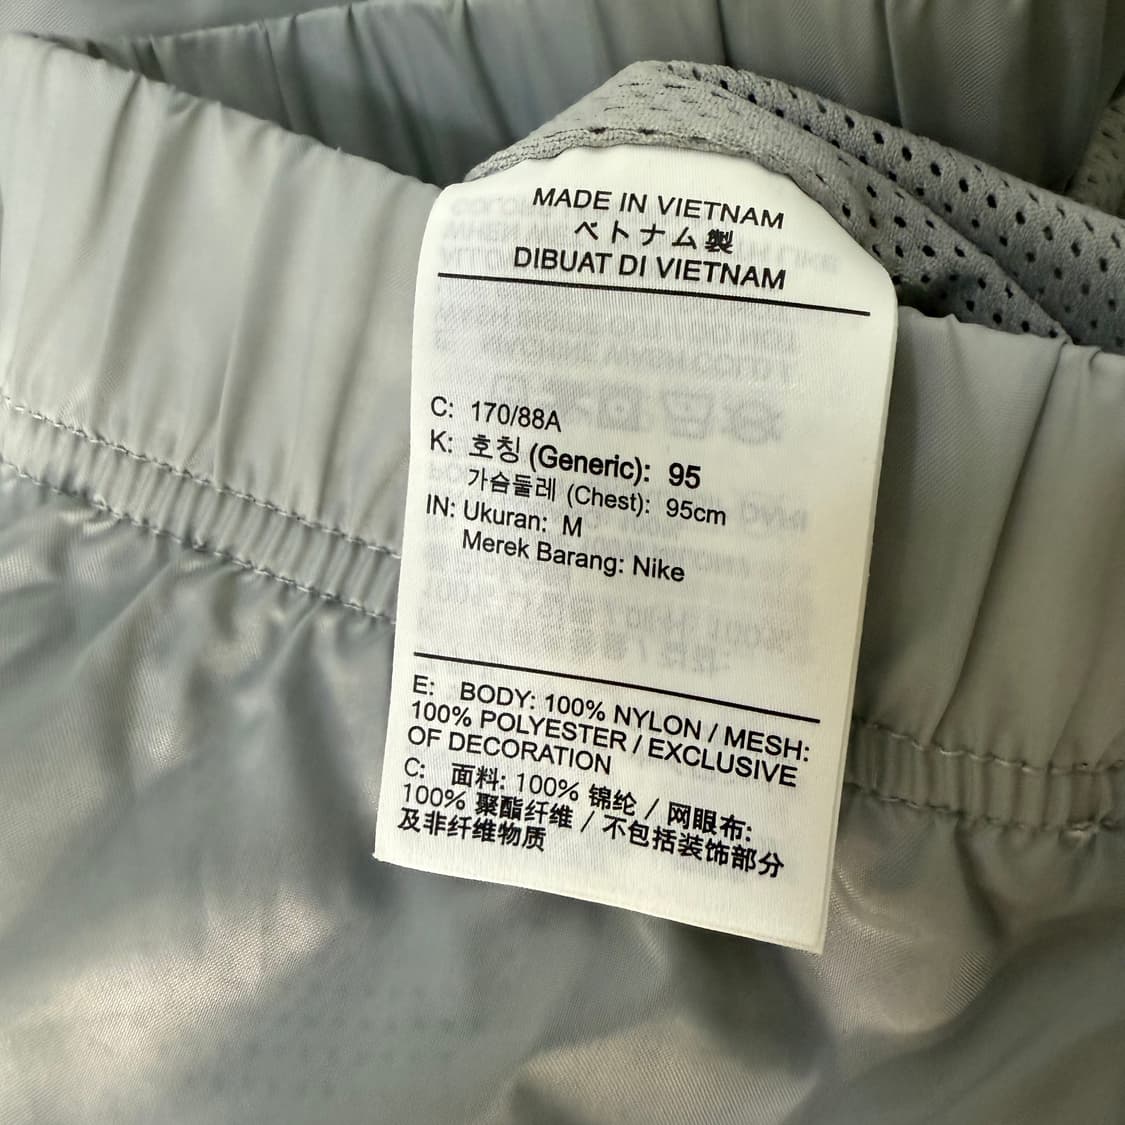 MADE IN VIETNAM
ベトナム製
DIBUAT DI VIETNAM
C: 170/88A
K: 호칭 (Generic): 95
가슴둘레 (Chest): 95cm
IN: Ukuran: M
Merek Barang: Nike
E: BODY: 100% NYLON / MESH:
100% POLYESTER / EXCLUSIVE
OF DECORATION
C: 面料: 100% 锦纶 / 网眼布:
100% 聚酯纤维 / 不包括装饰部分
及非纤维物质